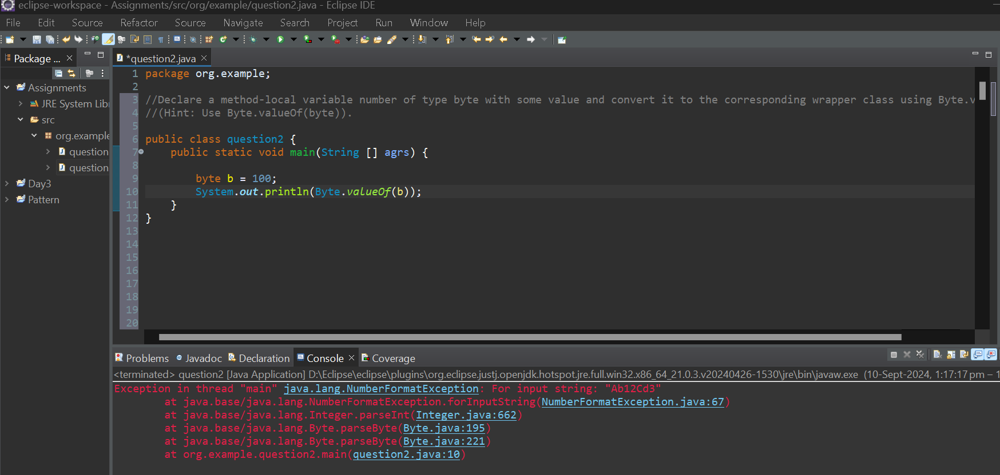 eclipse-workspace - Assignments/src/org/example/question2.java - Eclipse IDE
File Edit Source Refactor Source Navigate Search Project Run Window Help
Package ...
*question2.java
Assignments
JRE System Libr
src
org.example
question
question
Day3
Pattern
1 package org.example;
2
3 //Declare a method-local variable number of type byte with some value and convert it to the corresponding wrapper class using Byte.v
4 //(Hint: Use Byte.valueOf(byte)).
5
6 public class question2 {
7 public static void main(String [] agrs) {
8
9 byte b = 100;
10 System.out.println(Byte.valueOf(b));
11 }
12 }
13
14
15
16
17
18
19
20
Problems Javadoc Declaration Console Coverage
<terminated> question2 [Java Application] D:\Eclipse\eclipse\plugins\org.eclipse.justj.openjdk.hotspot.jre.full.win32.x86_64_21.0.3.v20240426-1530\jre\bin\javaw.exe (10-Sept-2024, 1:17:17 pm – 1
Exception in thread "main" java.lang.NumberFormatException: For input string: "Ab12Cd3"
at java.base/java.lang.NumberFormatException.forInputString(NumberFormatException.java:67)
at java.base/java.lang.Integer.parseInt(Integer.java:662)
at java.base/java.lang.Byte.parseByte(Byte.java:195)
at java.base/java.lang.Byte.parseByte(Byte.java:221)
at org.example.question2.main(question2.java:10)